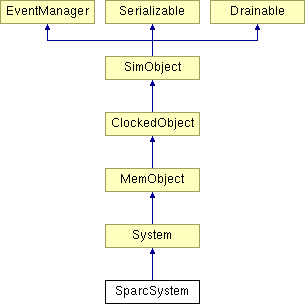 EventManager Serializable Drainable
SimObject
ClockedObject
MemObject
System
SparcSystem